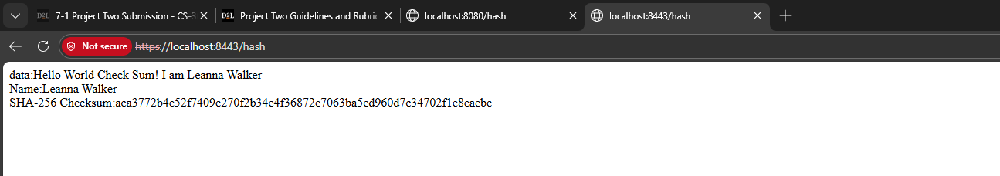 D2L 7-1 Project Two Submission - CS-3
D2L Project Two Guidelines and Rubric
localhost:8080/hash
localhost:8443/hash
Not secure https://localhost:8443/hash
data:Hello World Check Sum! I am Leanna Walker
Name:Leanna Walker
SHA-256 Checksum:aca3772b4e52f7409c270f2b34e4f36872e7063ba5ed960d7c34702f1e8eaebc